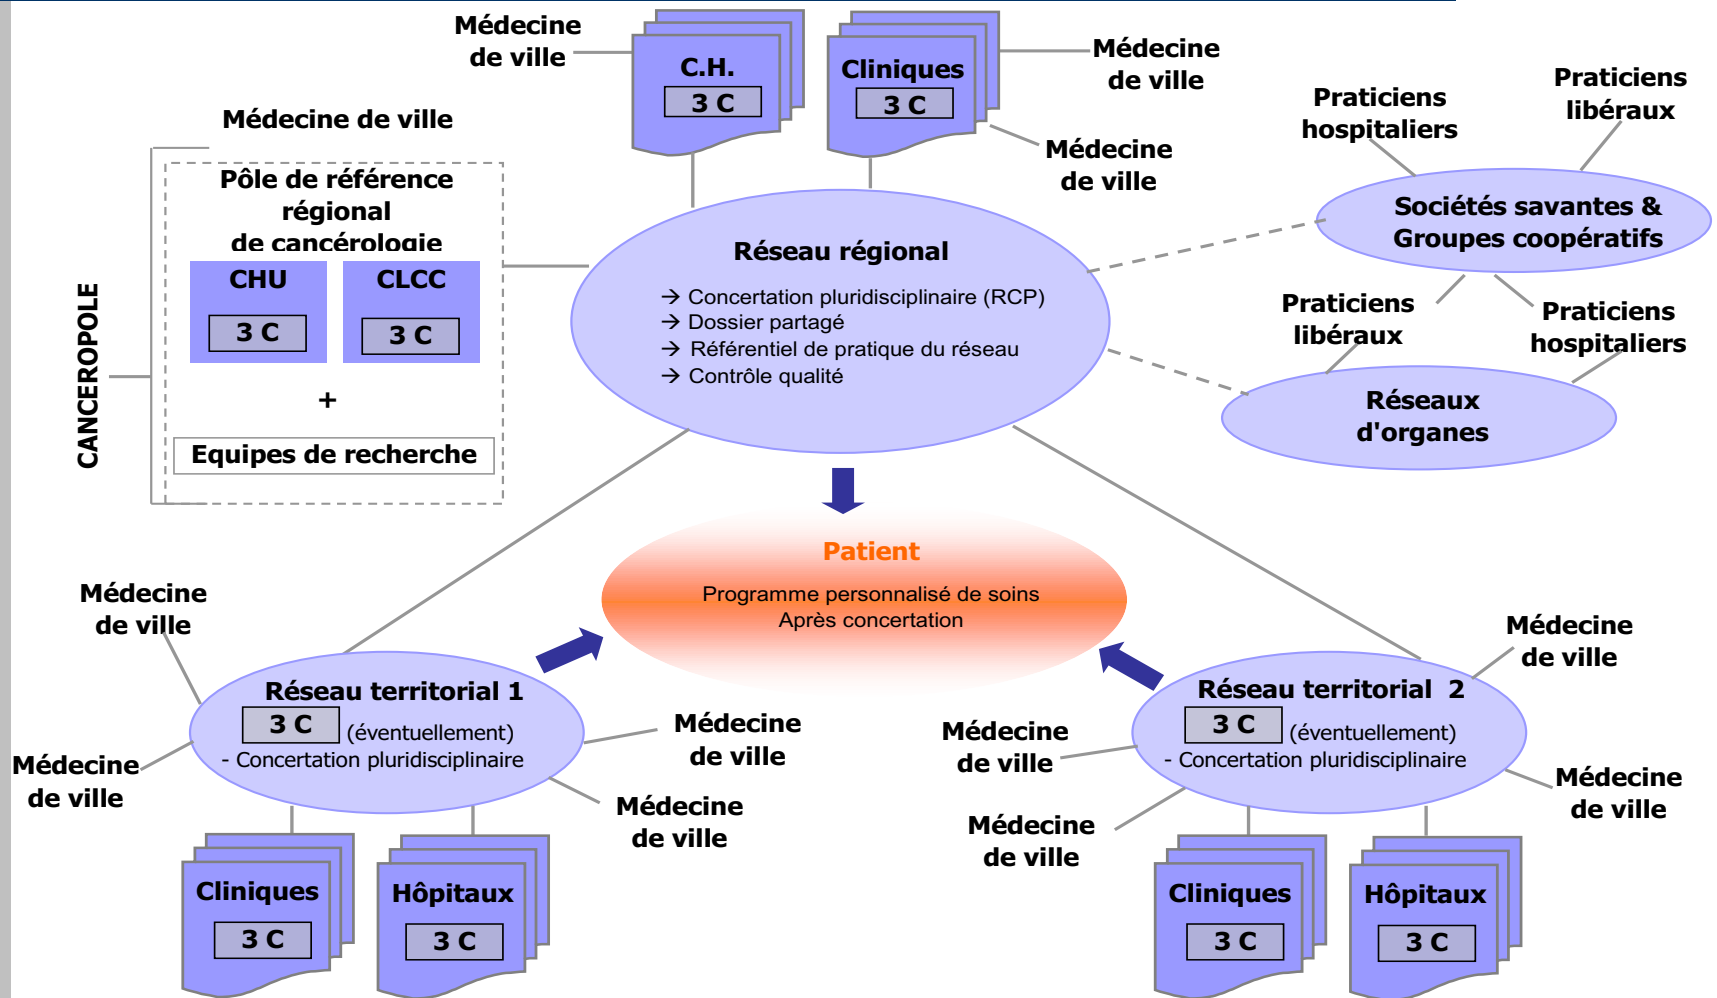 Médecine
de ville
C.H.
3 C
Cliniques
3 C
Médecine
de ville
Médecine
de ville
Praticiens
hospitaliers
Praticiens
libéraux
Sociétés savantes &
Groupes coopératifs
Praticiens
libéraux
Praticiens
hospitaliers
Réseaux
d'organes
Médecine de ville
CANCEROPOLE
Pôle de référence
régional
de cancérologie
CHU
3 C
CLCC
3 C
+
Equipes de recherche
Réseau régional
→ Concertation pluridisciplinaire (RCP)
→ Dossier partagé
→ Référentiel de pratique du réseau
→ Contrôle qualité
Patient
Programme personnalisé de soins
Après concertation
Médecine
de ville
Médecine
de ville
Réseau territorial 1
3 C (éventuellement)
- Concertation pluridisciplinaire
Médecine
de ville
Médecine
de ville
Cliniques
3 C
Hôpitaux
3 C
Médecine
de ville
Médecine
de ville
Réseau territorial 2
3 C (éventuellement)
- Concertation pluridisciplinaire
Médecine
de ville
Médecine
de ville
Cliniques
3 C
Hôpitaux
3 C